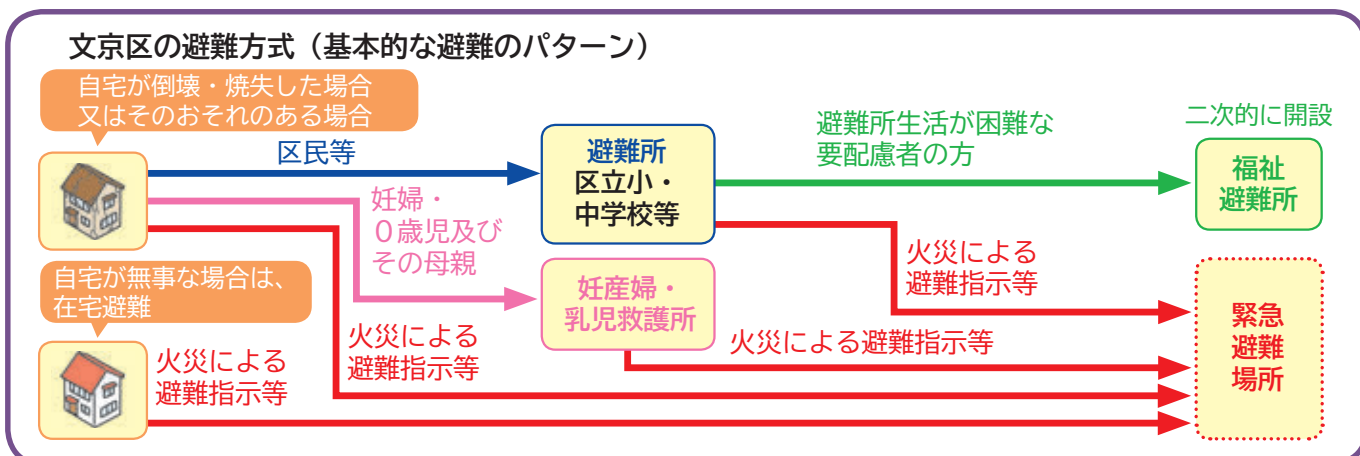 文京区の避難方式（基本的な避難のパターン）
自宅が倒壊・焼失した場合
又はそのおそれのある場合
区民等
妊婦・
０歳児及び
その母親
避難所
区立小・
中学校等
避難所生活が困難な
要配慮者の方
二次的に開設
福祉
避難所
自宅が無事な場合は、
在宅避難
火災による
避難指示等
火災による
避難指示等
妊産婦・
乳児救護所
火災による
避難指示等
火災による避難指示等
緊急
避難
場所